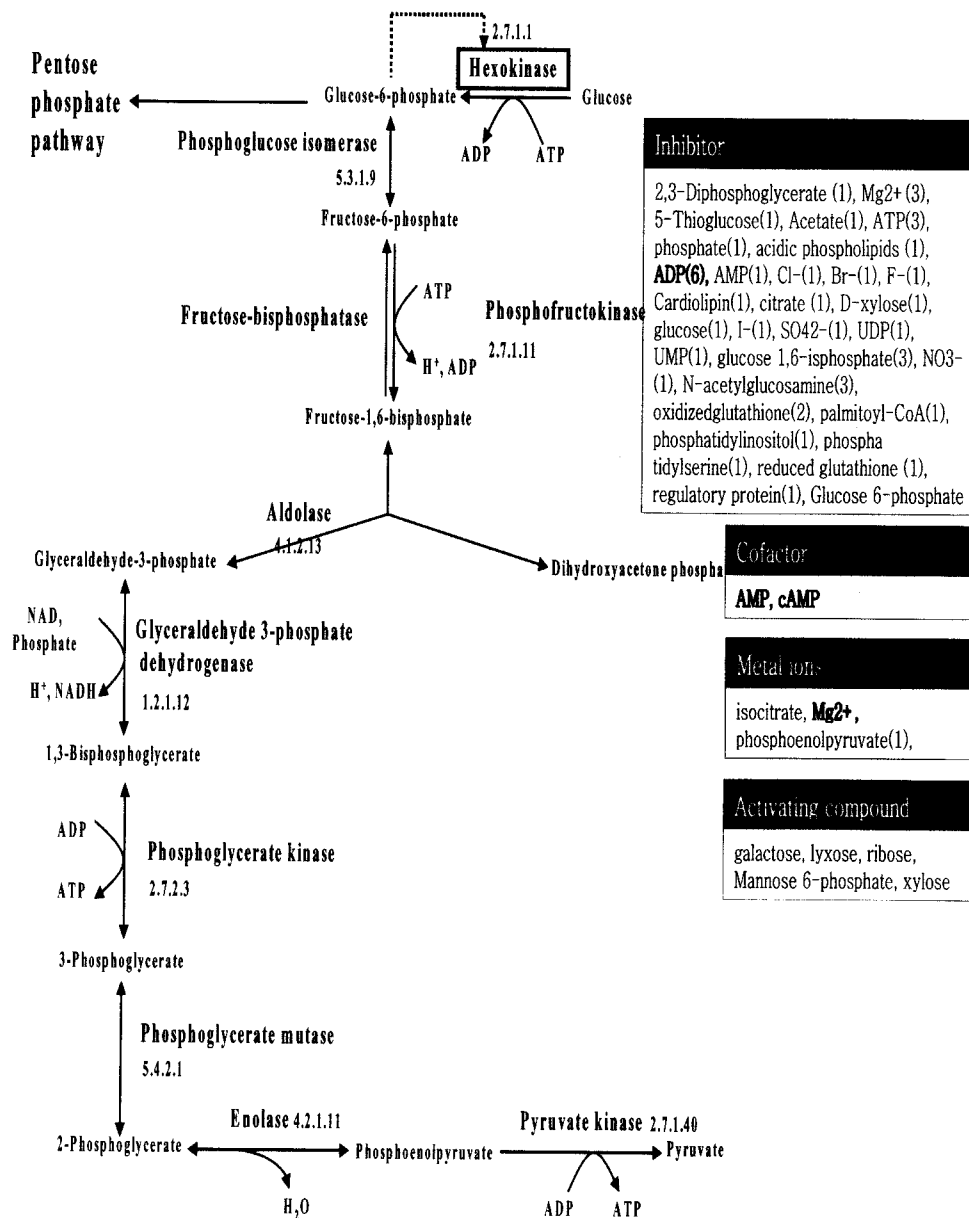 2.7.1.1
Hexokinase
Pentose
phosphate
pathway
Glucose-6-phosphate
Glucose
ADP
ATP
Phosphoglucose isomerase
5.3.1.9
Fructose-6-phosphate
Fructose-bisphosphatase
ATP
H+, ADP
Phosphofructokinase
2.7.1.11
Fructose-1,6-bisphosphate
Aldolase
4.1.2.13
Glyceraldehyde-3-phosphate
Dihydroxyacetone phospha
NAD,
Phosphate
H+, NADH
Glyceraldehyde 3-phosphate
dehydrogenase
1.2.1.12
1,3-Bisphosphoglycerate
ADP
ATP
Phosphoglycerate kinase
2.7.2.3
3-Phosphoglycerate
Phosphoglycerate mutase
5.4.2.1
2-Phosphoglycerate
Enolase 4.2.1.11
H2O
Phosphoenolpyruvate
Pyruvate kinase 2.7.1.40
ADP
ATP
Pyruvate
Inhibitor
2,3-Diphosphoglycerate (1), Mg2+ (3),
5-Thioglucose(1), Acetate(1), ATP(3),
phosphate(1), acidic phospholipids (1),
ADP(6), AMP(1), Cl-(1), Br-(1), F-(1),
Cardiolipin(1), citrate (1), D-xylose(1),
glucose(1), I-(1), SO42-(1), UDP(1),
UMP(1), glucose 1,6-isphosphate(3), NO3-
(1), N-acetylglucosamine(3),
oxidizedglutathione(2), palmitoyl-CoA(1),
phosphatidylinositol(1), phospha
tidylserine(1), reduced glutathione (1),
regulatory protein(1), Glucose 6-phosphate
Cofactor
AMP, cAMP
Metal ions
isocitrate, Mg2+,
phosphoenolpyruvate(1),
Activating compound
galactose, lyxose, ribose,
Mannose 6-phosphate, xylose